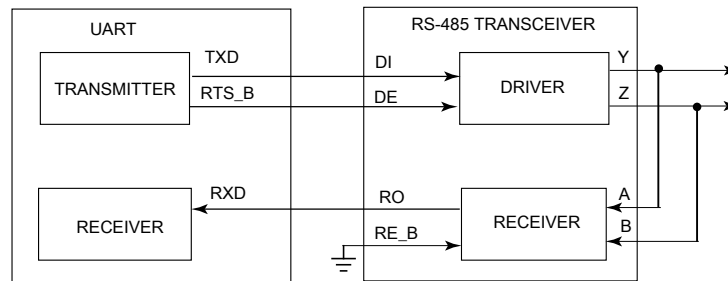 UART
RS-485 TRANSCEIVER
TXD
DI
Y
TRANSMITTER
DRIVER
RTS_B
DE
Z
RXD
RO
A
RECEIVER
RECEIVER
RE_B
B